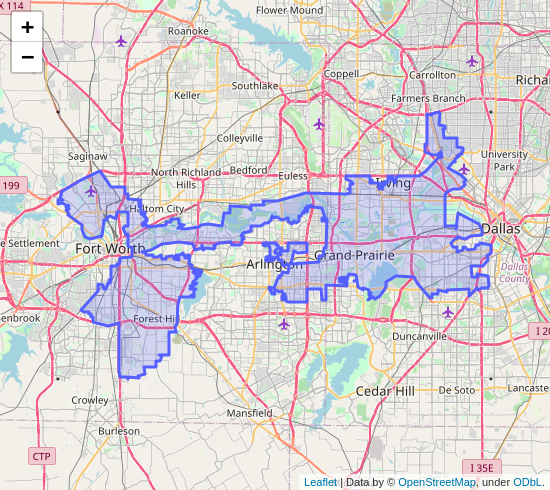 X 114
+
−
Flower Mound
Roanoke
Coppell
Carrollton
Southlake
Keller
Farmers Branch
Colleyville
Saginaw
University
Park
North Richland
Hills
Bedford
Euless
Irving
199
Haltom City
Dallas
Settlement
Fort Worth
Arlington
Grand Prairie
Dallas
County
Forest Hi
enbrook
I 20
Duncanville
Cedar Hill
De Soto
Lancaste
Crowley
Mansfield
Burleson
CTP
I 35E
Leaflet | Data by © OpenStreetMap, under ODbL.